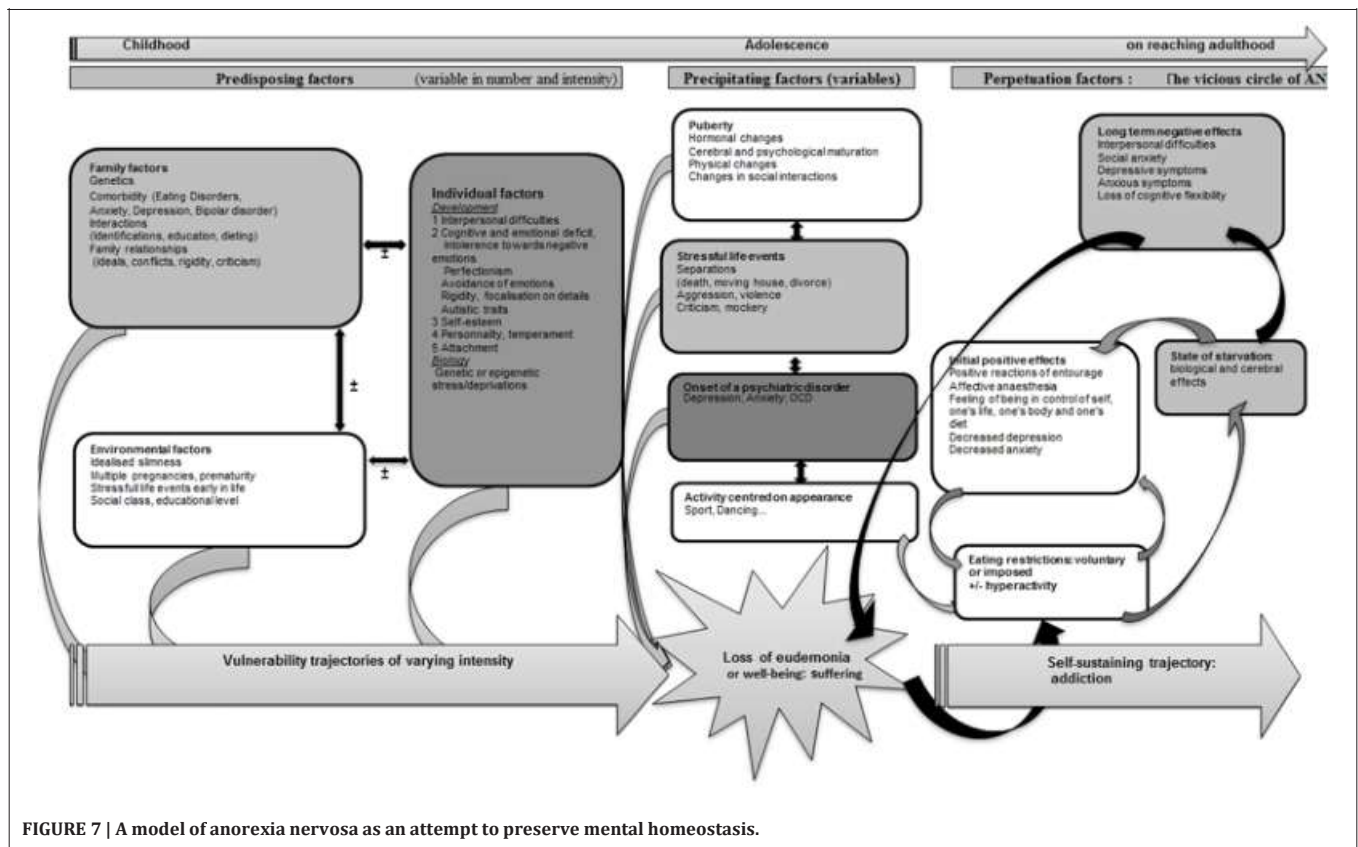 Childhood Adolescence on reaching adulthood
Predisposing factors (variable in number and intensity) Precipitating factors (variables) Perpetuation factors : The vicious circle of AN
Family factors
Genetics
Comorbidity (Eating Disorders,
Anxiety, Depression, Bipolar disorder)
Interactions
(identifications, education, dieting)
Family relationships
(ideals, conflicts, rigidity, criticism)
±
±
Environmental factors
Idealised slimness
Multiple pregnancies, prematurity
Stressfull life events early in life
Social class, educational level
±
Individual factors
Development
1 Interpersonal difficulties
2 Cognitive and emotional deficit,
Intolerence towards negative
emotions
Perfectionism
Avoidance of emotions
Rigidity, focalisation on details
Autistic traits
3 Self-esteem
4 Personnality, temperament
5 Attachment
Biology
Genetic or epigenetic
stress/deprivations
Puberty
Hormonal changes
Cerebral and psychological maturation
Physical changes
Changes in social interactions
Stressful life events
Separations
(death, moving house, divorce)
Aggression, violence
Criticism, mockery
Onset of a psychiatric disorder
Depression, Anxiety, OCD
Activity centred on appearance
Sport, Dancing...
Long term negative effects
Interpersonal difficulties
Social anxiety
Depressive symptoms
Anxious symptoms
Loss of cognitive flexibility
Initial positive effects
Positive reactions of entourage
Affective anaesthesia
Feeling of being in control of self,
one's life, one's body and one's
diet
Decreased depression
Decreased anxiety
State of starvation:
biological and cerebral
effects
Eating restrictions: voluntary
or imposed
+/- hyperactivity
Vulnerability trajectories of varying intensity
Loss of eudemonia
or well-being: suffering
Self-sustaining trajectory:
addiction
FIGURE 7 | A model of anorexia nervosa as an attempt to preserve mental homeostasis.